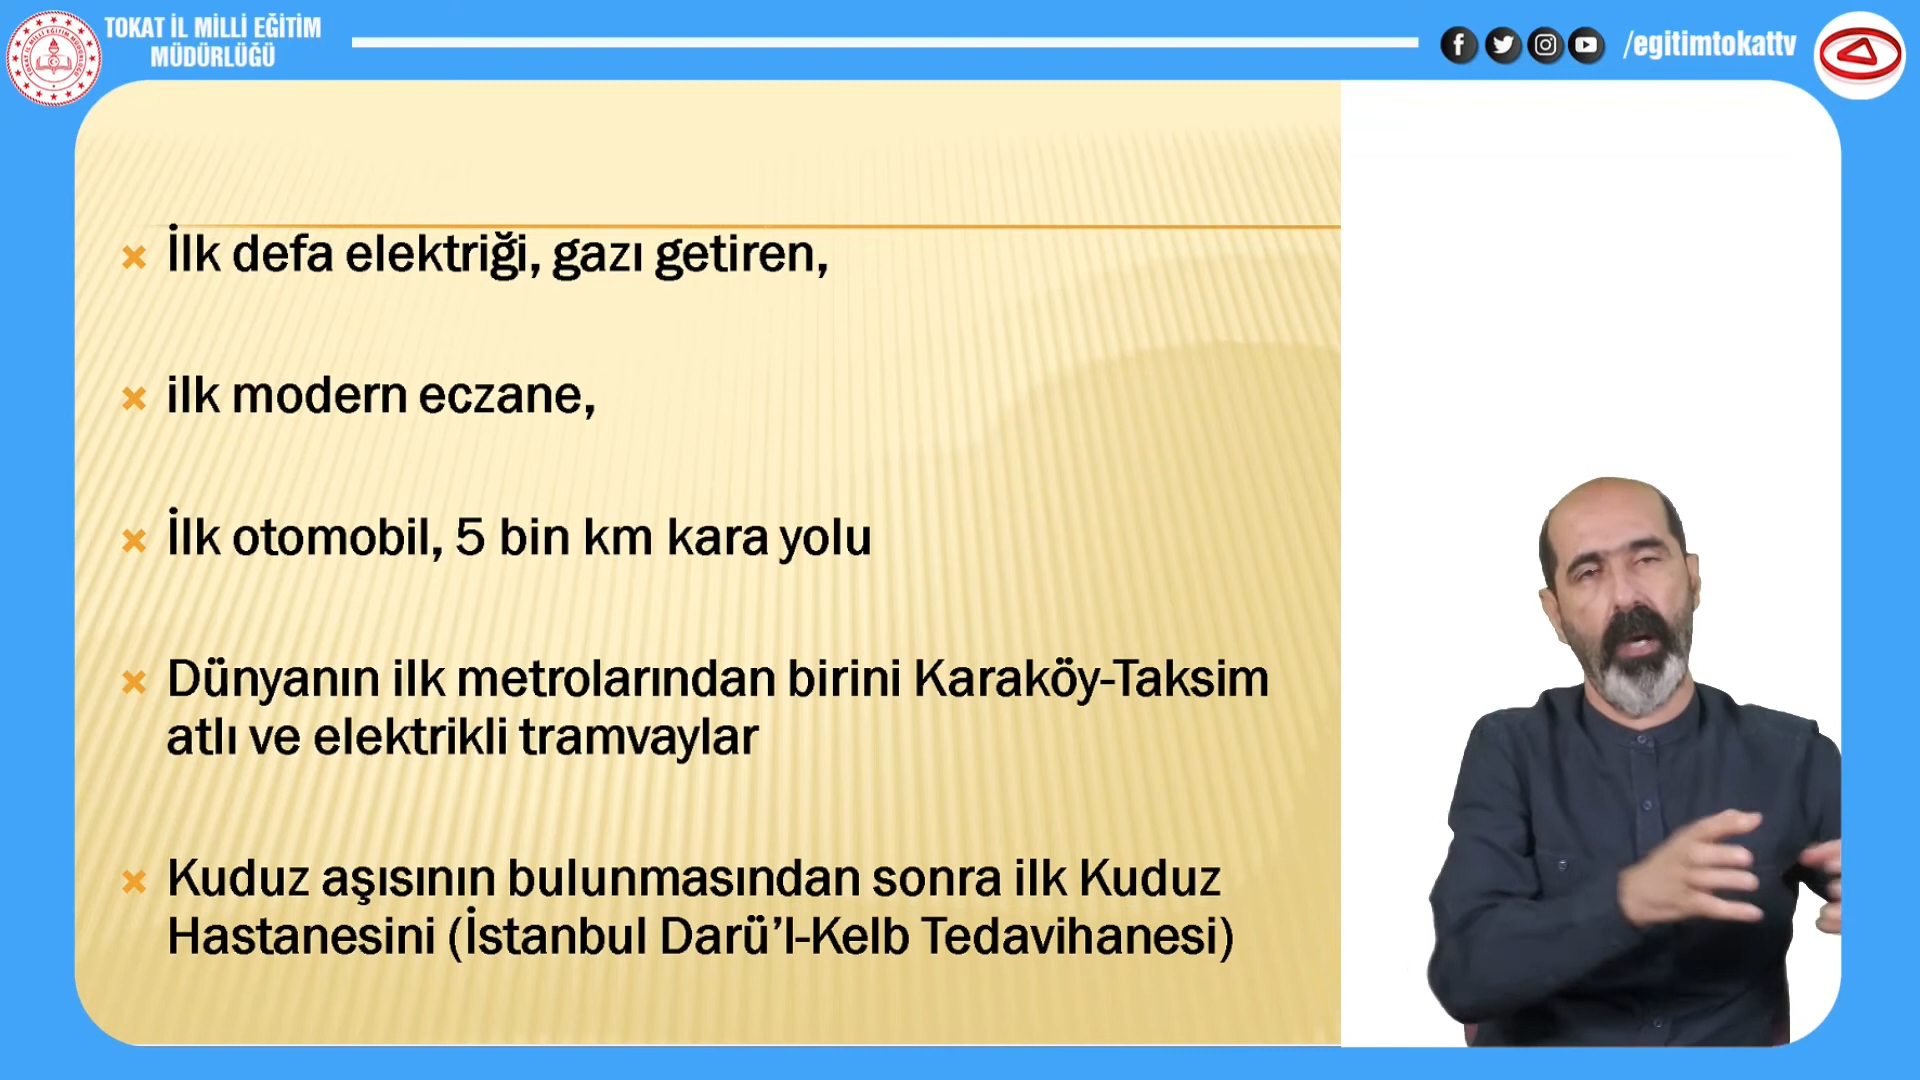 TOKAT İL MİLLİ EĞİTİM
MÜDÜRLÜĞÜ
/egitimtokattv
İlk defa elektriği, gazı getiren,
ilk modern eczane,
İlk otomobil, 5 bin km kara yolu
Dünyanın ilk metrolarından birini Karaköy-Taksim
atlı ve elektrikli tramvaylar
Kuduz aşısının bulunmasından sonra ilk Kuduz
Hastanesini (İstanbul Darü’l-Kelb Tedavihanesi)